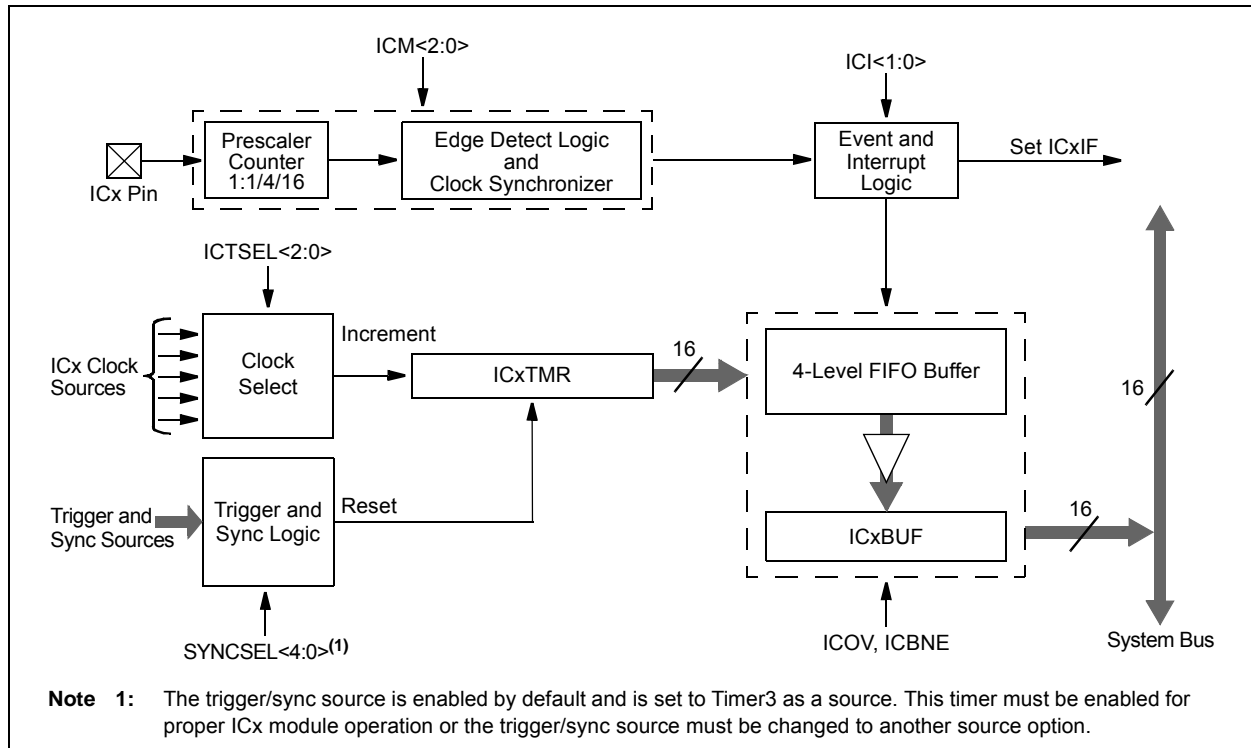 ICM<2:0>
ICI<1:0>
Prescaler
Counter
1:1/4/16
Edge Detect Logic
and
Clock Synchronizer
Event and
Interrupt
Logic
Set ICxIF
ICx Pin
ICTSEL<2:0>
Increment
ICx Clock
Sources
Clock
Select
ICxTMR
16
4-Level FIFO Buffer
16
Trigger and
Sync Sources
Trigger and
Sync Logic
Reset
ICxBUF
16
SYNCSEL<4:0>(1)
ICOV, ICBNE
System Bus
Note 1: The trigger/sync source is enabled by default and is set to Timer3 as a source. This timer must be enabled for
proper ICx module operation or the trigger/sync source must be changed to another source option.